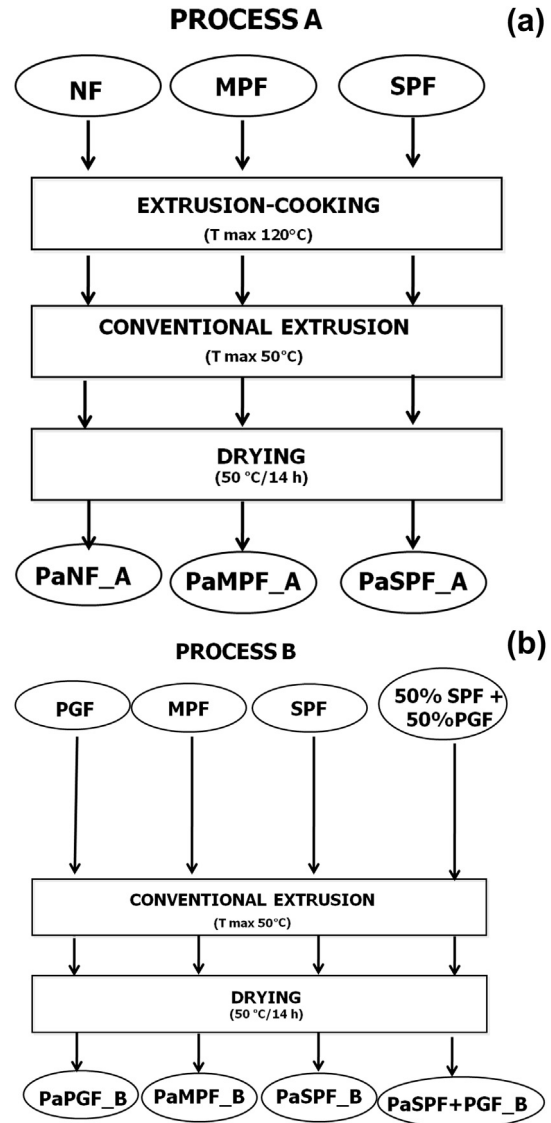 PROCESS A
(a)
NF
MPF
SPF
EXTRUSION-COOKING
(T max 120°C)
CONVENTIONAL EXTRUSION
(T max 50°C)
DRYING
(50 °C/14 h)
PaNF_A
PaMPF_A
PaSPF_A
(b)
PROCESS B
PGF
MPF
SPF
50% SPF +
50%PGF
CONVENTIONAL EXTRUSION
(T max 50°C)
DRYING
(50 °C/14 h)
PaPGF_B
PaMPF_B
PaSPF_B
PaSPF+PGF_B